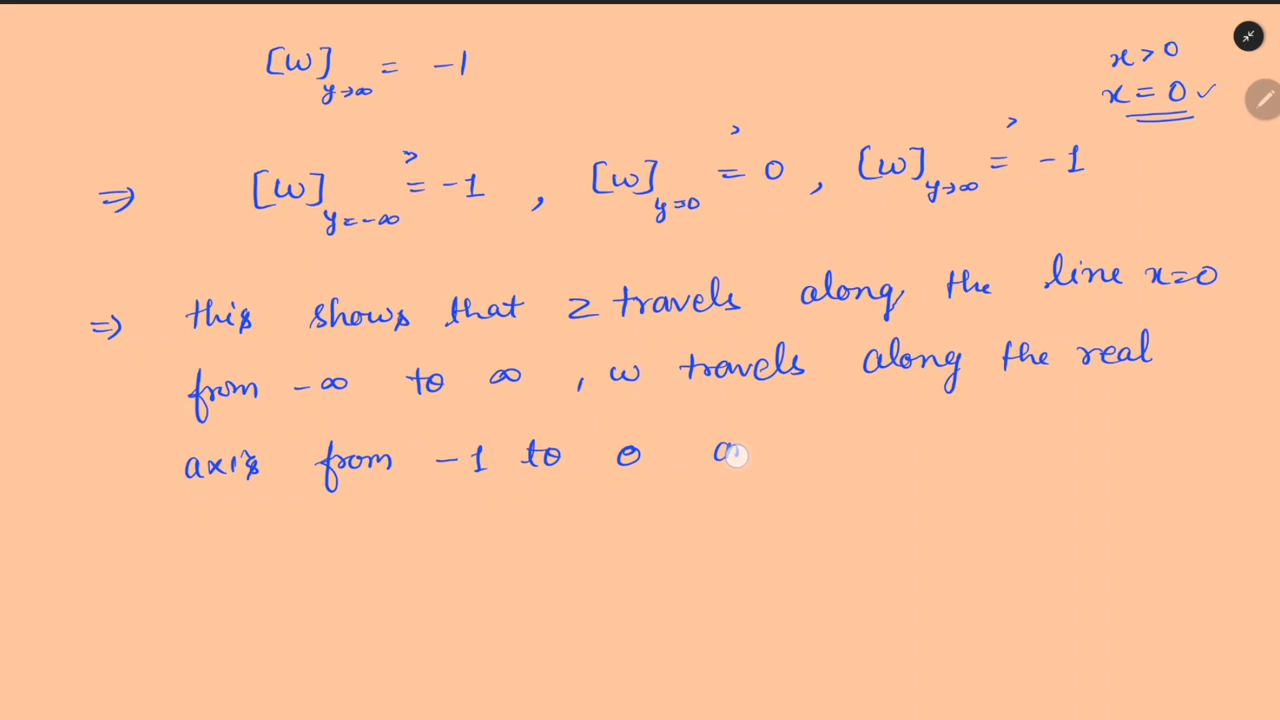 [w]y→∞ = -1
x > 0
x = 0 ✓
⇒ [w]y=-∞ = -1 , [w]y=0 = 0 , [w]y→∞ = -1
⇒ this shows that z travels along the line x=0
from -∞ to ∞ , w travels along the real
axis from -1 to 0